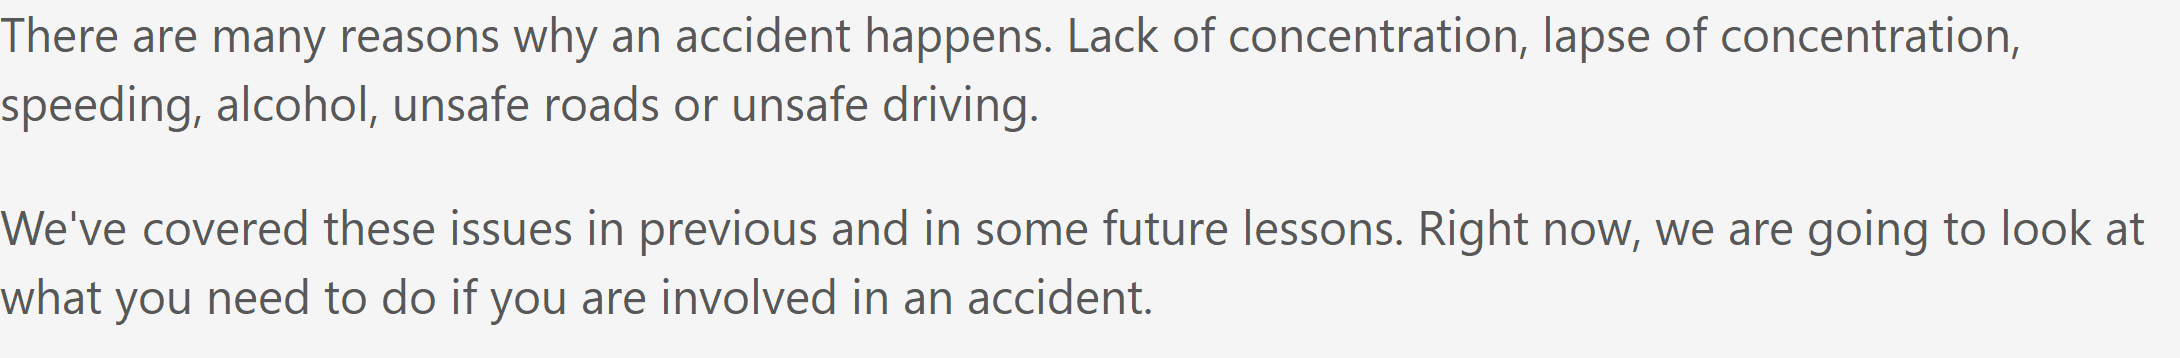 There are many reasons why an accident happens. Lack of concentration, lapse of concentration,
speeding, alcohol, unsafe roads or unsafe driving.
We've covered these issues in previous and in some future lessons. Right now, we are going to look at
what you need to do if you are involved in an accident.